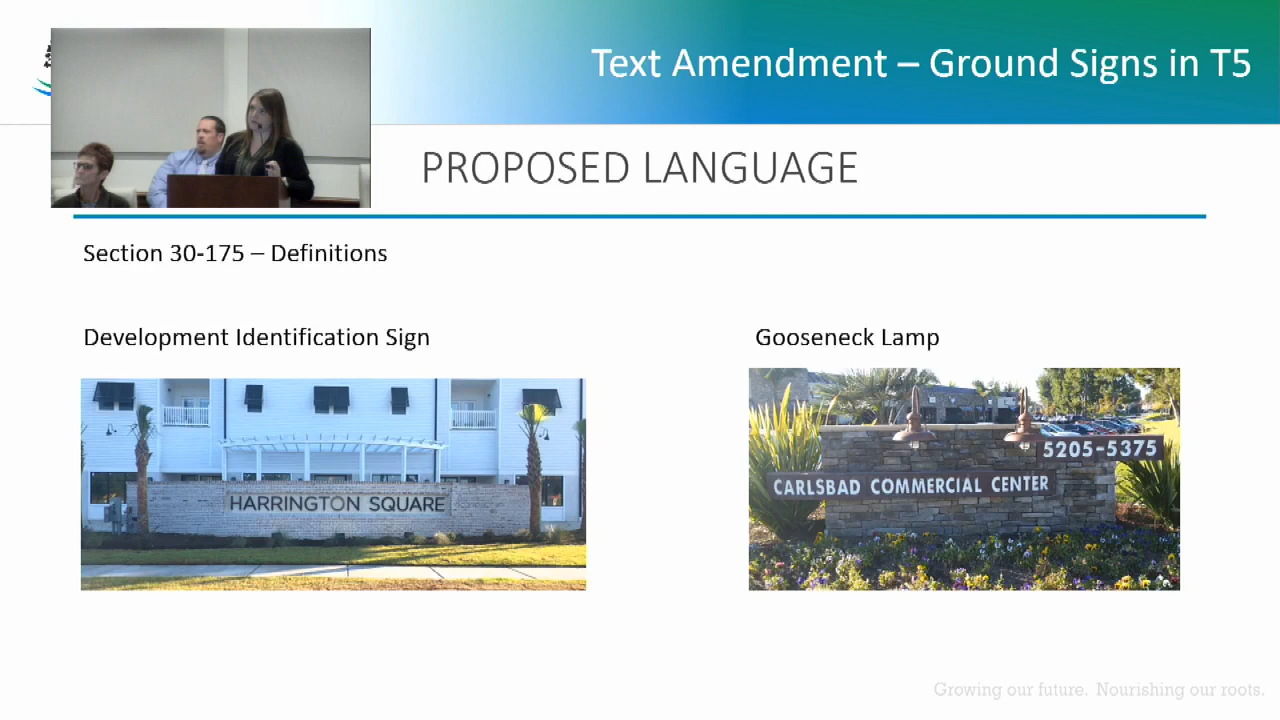 Text Amendment – Ground Signs in T5
PROPOSED LANGUAGE
Section 30-175 – Definitions
Development Identification Sign
Gooseneck Lamp
HARRINGTON SQUARE
5205-5375
CARLSBAD COMMERCIAL CENTER
Growing our future. Nourishing our roots.